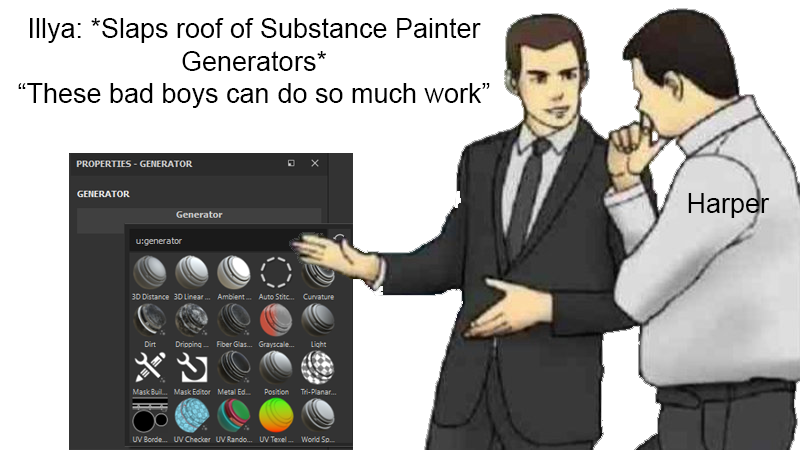 Illya: *Slaps roof of Substance Painter
Generators*
“These bad boys can do so much work”
PROPERTIES - GENERATOR
GENERATOR
Generator
u:generator
3D Distance 3D Linear ... Ambient ... Auto Stitc... Curvature
Dirt Dripping ... Fiber Glas... Grayscale... Light
Mask Buil... Mask Editor Metal Ed... Position Tri-Planar...
UV Borde... UV Checker UV Rando... UV Texel ... World Sp...
Harper